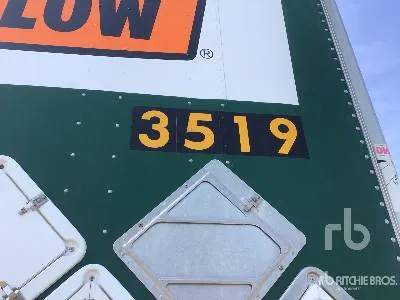 LOW
®
3519
rb
RITCHIE BROS.